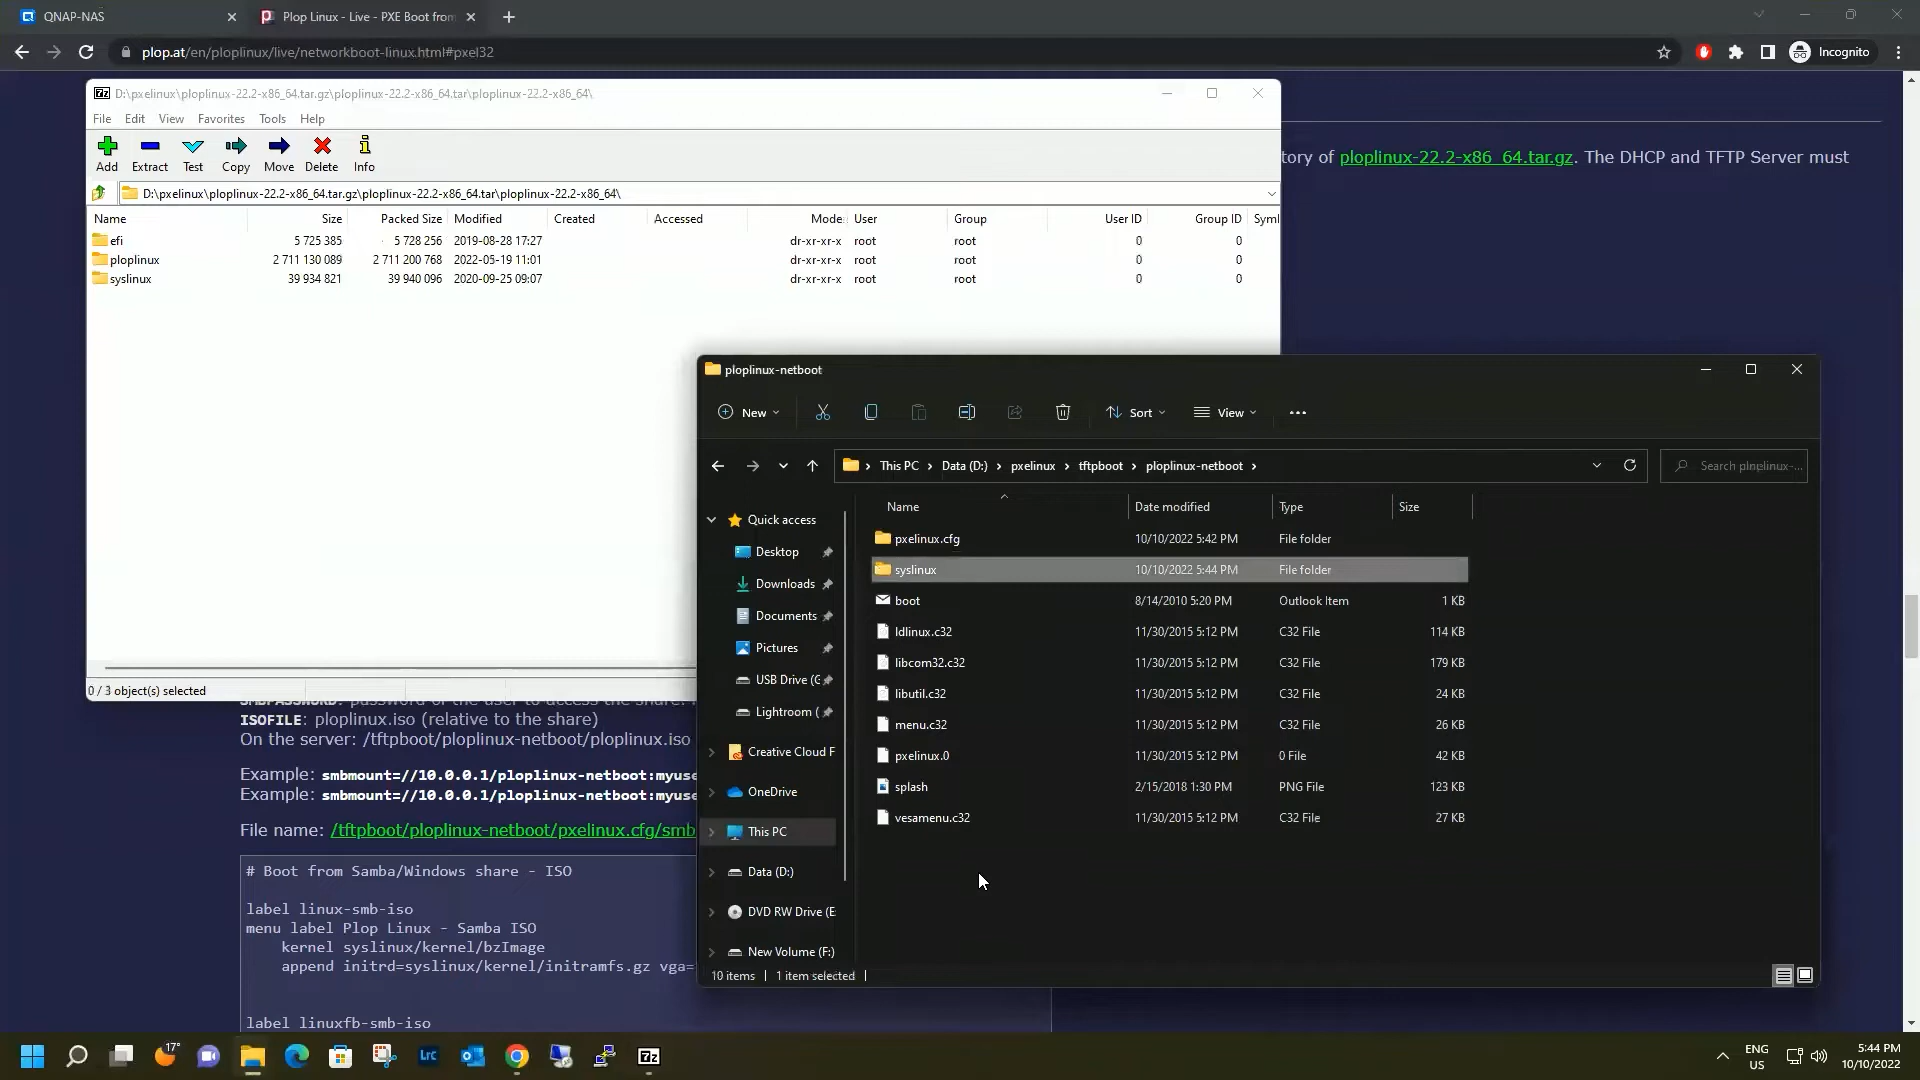 QNAP-NAS
Plop Linux - Live - PXE Boot from
plop.at/en/ploplinux/live/networkboot-linux.html#pxel32
Incognito
D:\pxelinux\ploplinux-22.2-x86_64.tar.gz\ploplinux-22.2-x86_64.tar\ploplinux-22.2-x86_64\
File Edit View Favorites Tools Help
Add Extract Test Copy Move Delete Info
D:\pxelinux\ploplinux-22.2-x86_64.tar.gz\ploplinux-22.2-x86_64.tar\ploplinux-22.2-x86_64\
Name Size Packed Size Modified Created Accessed Mode User Group User ID Group ID Syml
efi 5 725 385 5 728 256 2019-08-28 17:27 dr-xr-xr-x root root 0 0
ploplinux 2 711 130 089 2 711 200 768 2022-05-19 11:01 dr-xr-xr-x root root 0 0
syslinux 39 934 821 39 940 096 2020-09-25 09:07 dr-xr-xr-x root root 0 0
0 / 3 object(s) selected
tory of ploplinux-22.2-x86_64.tar.gz. The DHCP and TFTP Server must
SMBPASSWORD: password of the user to access the share.
ISOFILE: ploplinux.iso (relative to the share)
On the server: /tftpboot/ploplinux-netboot/ploplinux.iso
Example: smbmount=//10.0.0.1/ploplinux-netboot:myuse
Example: smbmount=//10.0.0.1/ploplinux-netboot:myuse
File name: /tftpboot/ploplinux-netboot/pxelinux.cfg/smb
# Boot from Samba/Windows share - ISO
label linux-smb-iso
menu label Plop Linux - Samba ISO
kernel syslinux/kernel/bzImage
append initrd=syslinux/kernel/initramfs.gz vga=
label linuxfb-smb-iso
ploplinux-netboot
New Sort View
This PC Data (D:) pxelinux tftpboot ploplinux-netboot
Search ploplinux-...
Quick access
Desktop
Downloads
Documents
Pictures
USB Drive (G
Lightroom (
Creative Cloud F
OneDrive
This PC
Data (D:)
DVD RW Drive (E
New Volume (F:)
Name Date modified Type Size
pxelinux.cfg 10/10/2022 5:42 PM File folder
syslinux 10/10/2022 5:44 PM File folder
boot 8/14/2010 5:20 PM Outlook Item 1 KB
ldlinux.c32 11/30/2015 5:12 PM C32 File 114 KB
libcom32.c32 11/30/2015 5:12 PM C32 File 179 KB
libutil.c32 11/30/2015 5:12 PM C32 File 24 KB
menu.c32 11/30/2015 5:12 PM C32 File 26 KB
pxelinux.0 11/30/2015 5:12 PM 0 File 42 KB
splash 2/15/2018 1:30 PM PNG File 123 KB
vesamenu.c32 11/30/2015 5:12 PM C32 File 27 KB
10 items 1 item selected
17°
Lrc
7z
ENG
US
5:44 PM
10/10/2022